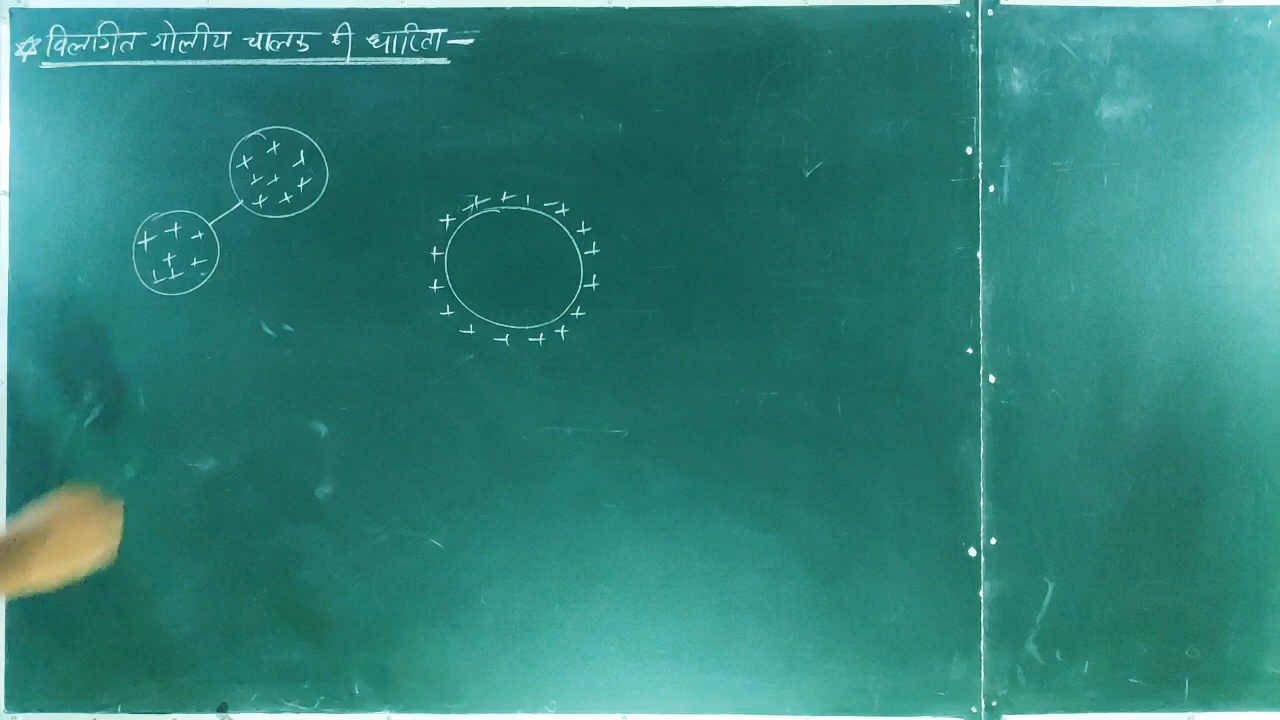 ☆ विलगित गोलीय चालक की धारिता –